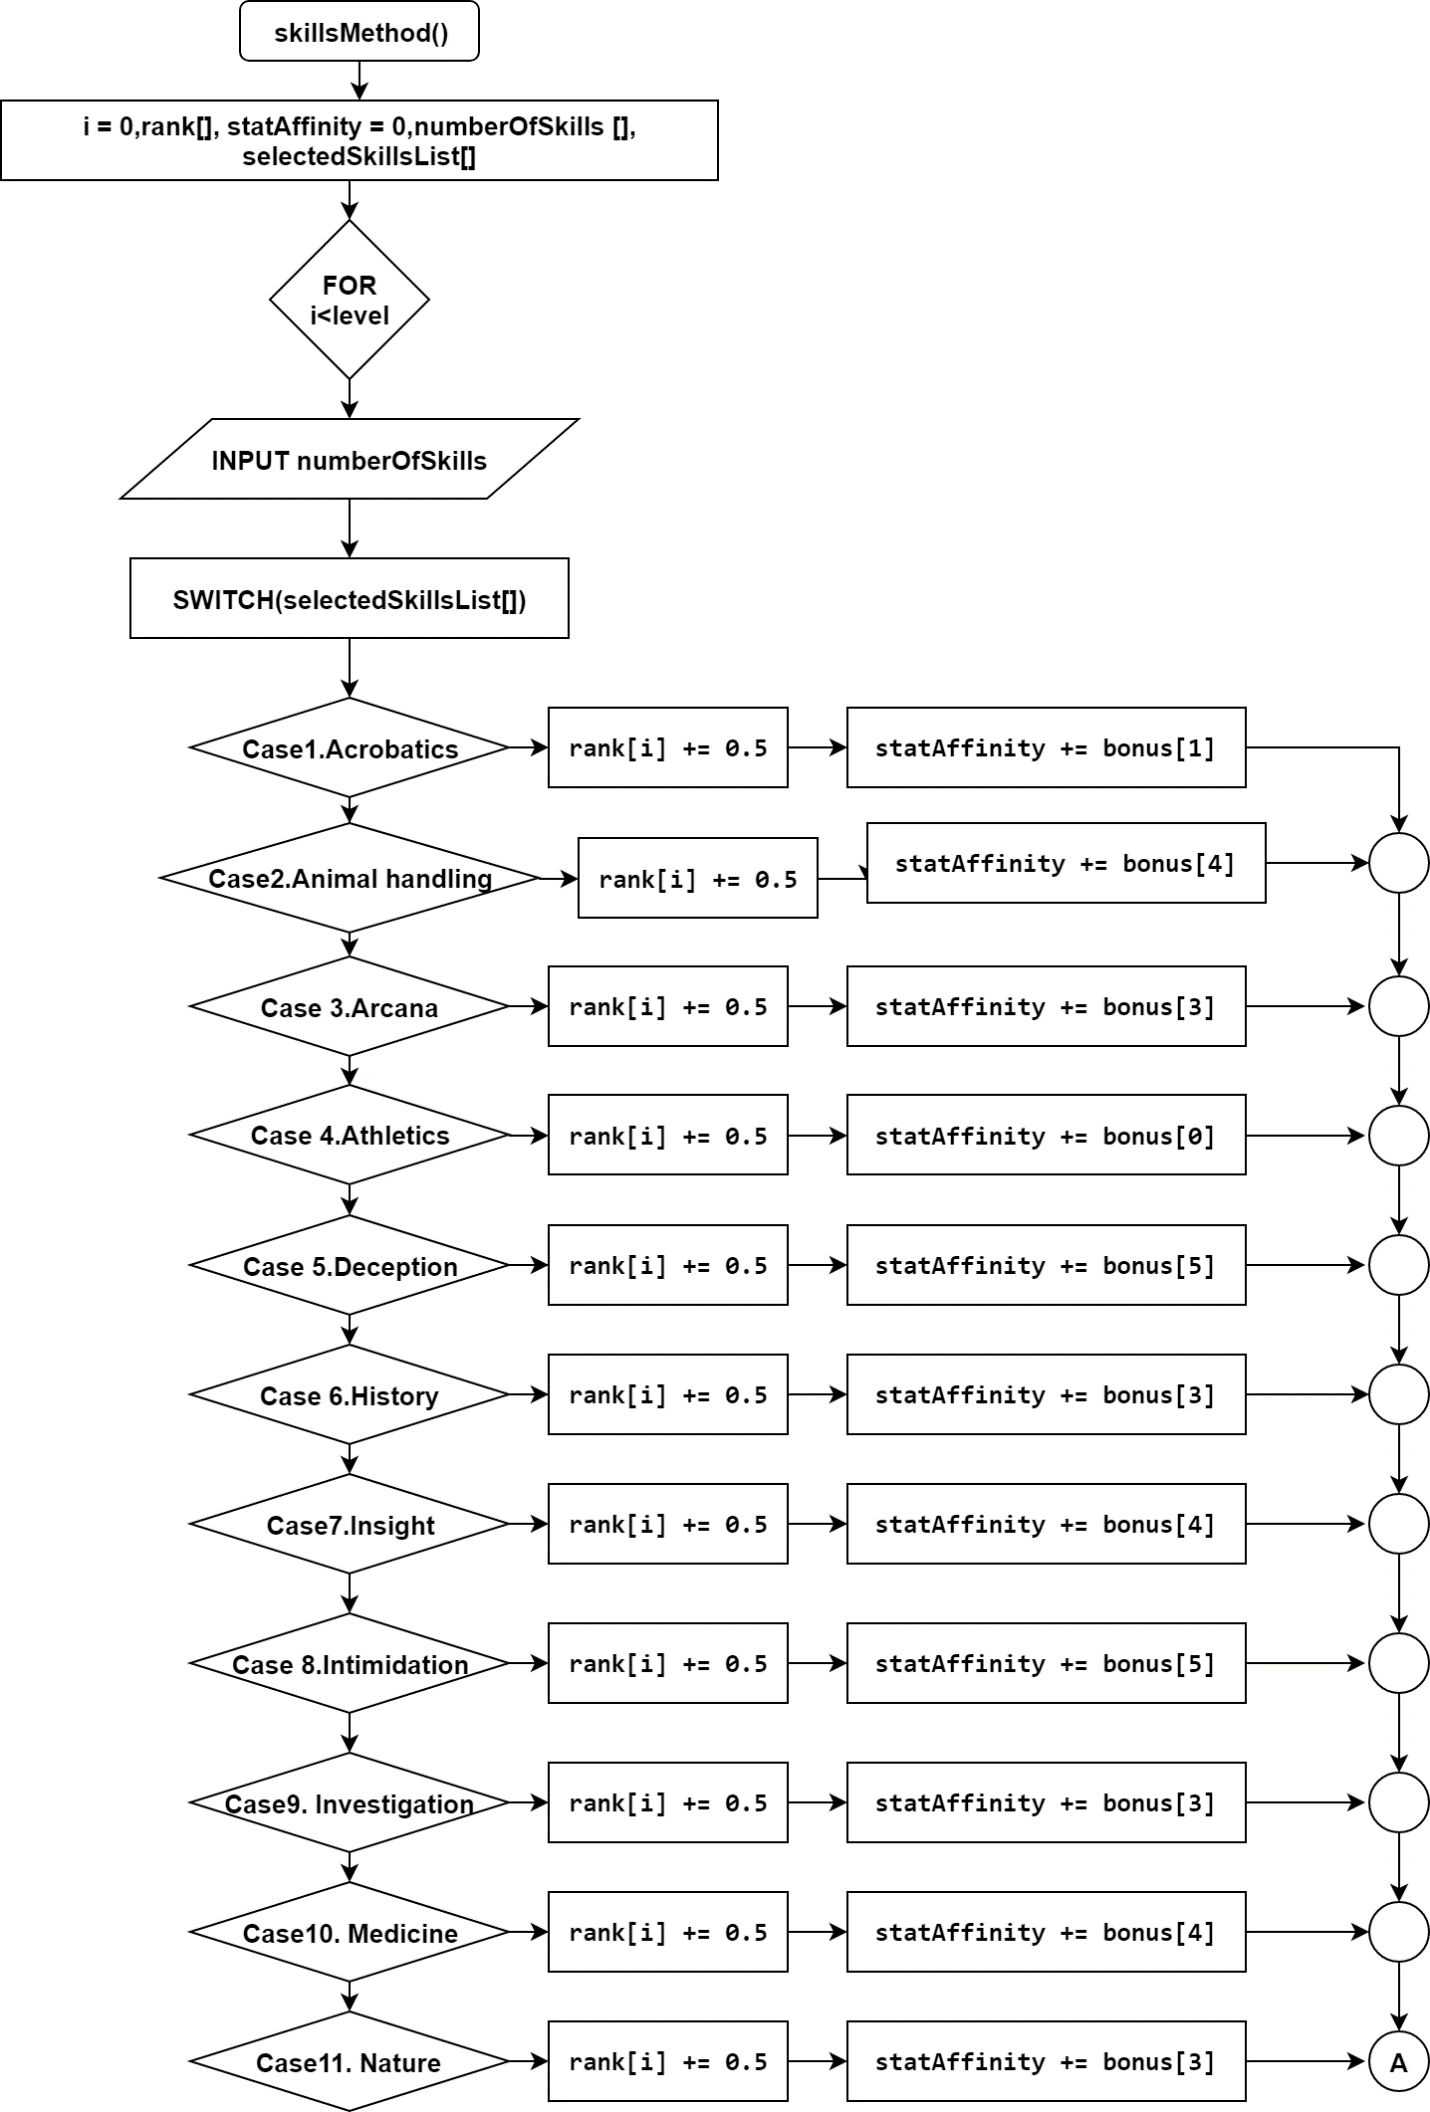 skillsMethod()
i = 0,rank[], statAffinity = 0,numberOfSkills [],
selectedSkillsList[]
FOR
i<level
INPUT numberOfSkills
SWITCH(selectedSkillsList[])
Case1.Acrobatics
rank[i] += 0.5
statAffinity += bonus[1]
Case2.Animal handling
rank[i] += 0.5
statAffinity += bonus[4]
Case 3.Arcana
rank[i] += 0.5
statAffinity += bonus[3]
Case 4.Athletics
rank[i] += 0.5
statAffinity += bonus[0]
Case 5.Deception
rank[i] += 0.5
statAffinity += bonus[5]
Case 6.History
rank[i] += 0.5
statAffinity += bonus[3]
Case7.Insight
rank[i] += 0.5
statAffinity += bonus[4]
Case 8.Intimidation
rank[i] += 0.5
statAffinity += bonus[5]
Case9. Investigation
rank[i] += 0.5
statAffinity += bonus[3]
Case10. Medicine
rank[i] += 0.5
statAffinity += bonus[4]
Case11. Nature
rank[i] += 0.5
statAffinity += bonus[3]
A